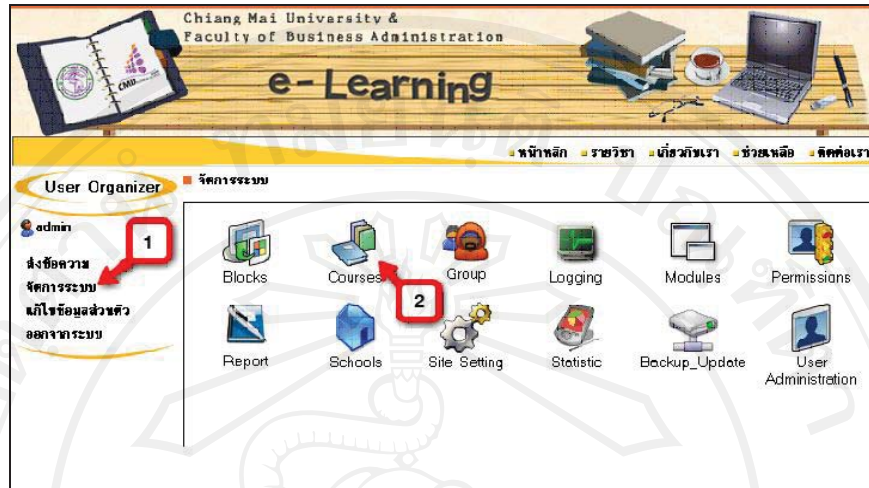 Chiang Mai University &
Faculty of Business Administration
e-Learning
CMU
หน้าหลัก รายวิชา เกี่ยวกับเรา ช่วยเหลือ ติดต่อเรา
User Organizer
จัดการระบบ
admin
1
ส่งข้อความ
จัดการระบบ
แก้ไขข้อมูลส่วนตัว
ออกจากระบบ
Blocks Courses Group Logging Modules Permissions
2
Report Schools Site Setting Statistic Backup_Update User Administration